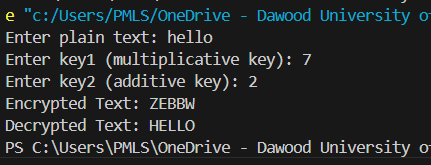 e "c:/Users/PMLS/OneDrive - Dawood University o
Enter plain text: hello
Enter key1 (multiplicative key): 7
Enter key2 (additive key): 2
Encrypted Text: ZEBBW
Decrypted Text: HELLO
PS C:\Users\PMLS\OneDrive - Dawood University o